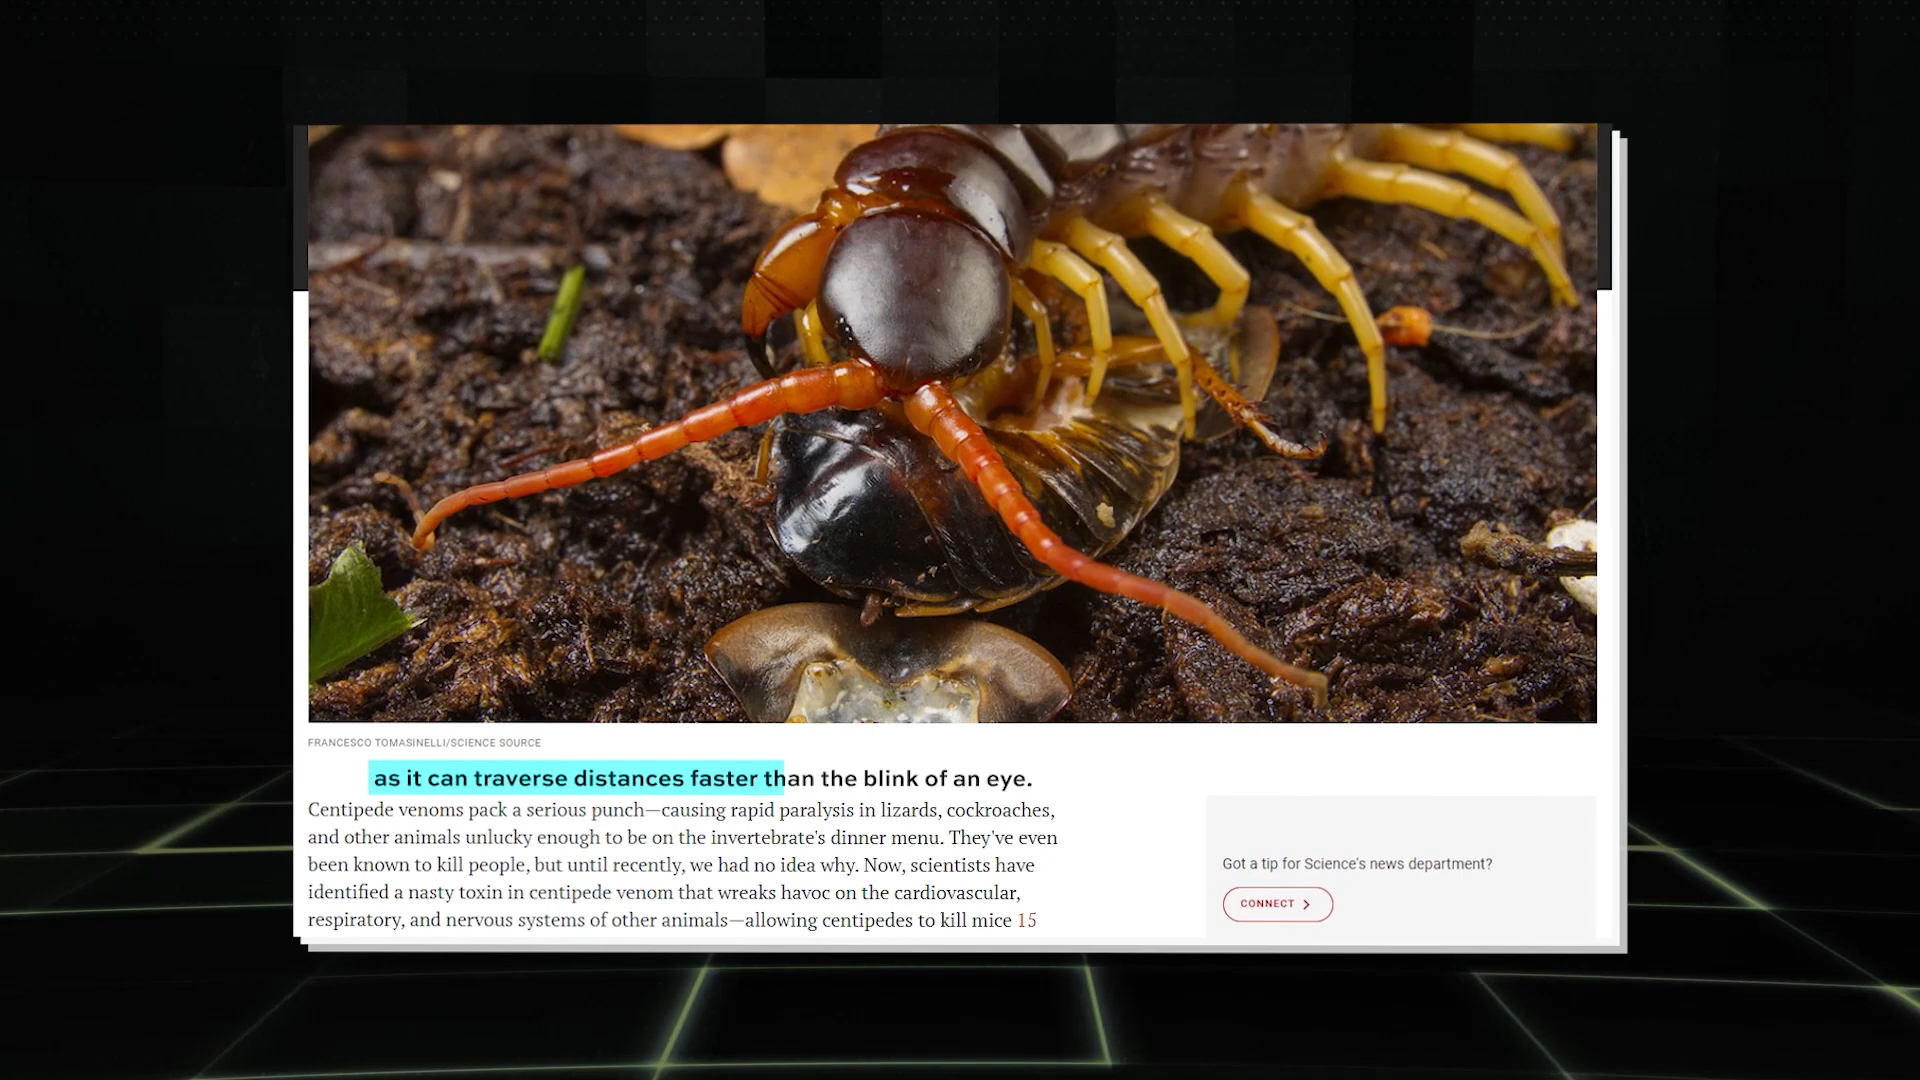 FRANCESCO TOMASINELLI/SCIENCE SOURCE
as it can traverse distances faster than the blink of an eye.
Centipede venoms pack a serious punch—causing rapid paralysis in lizards, cockroaches,
and other animals unlucky enough to be on the invertebrate's dinner menu. They've even
been known to kill people, but until recently, we had no idea why. Now, scientists have
identified a nasty toxin in centipede venom that wreaks havoc on the cardiovascular,
respiratory, and nervous systems of other animals—allowing centipedes to kill mice 15
Got a tip for Science's news department?
CONNECT >